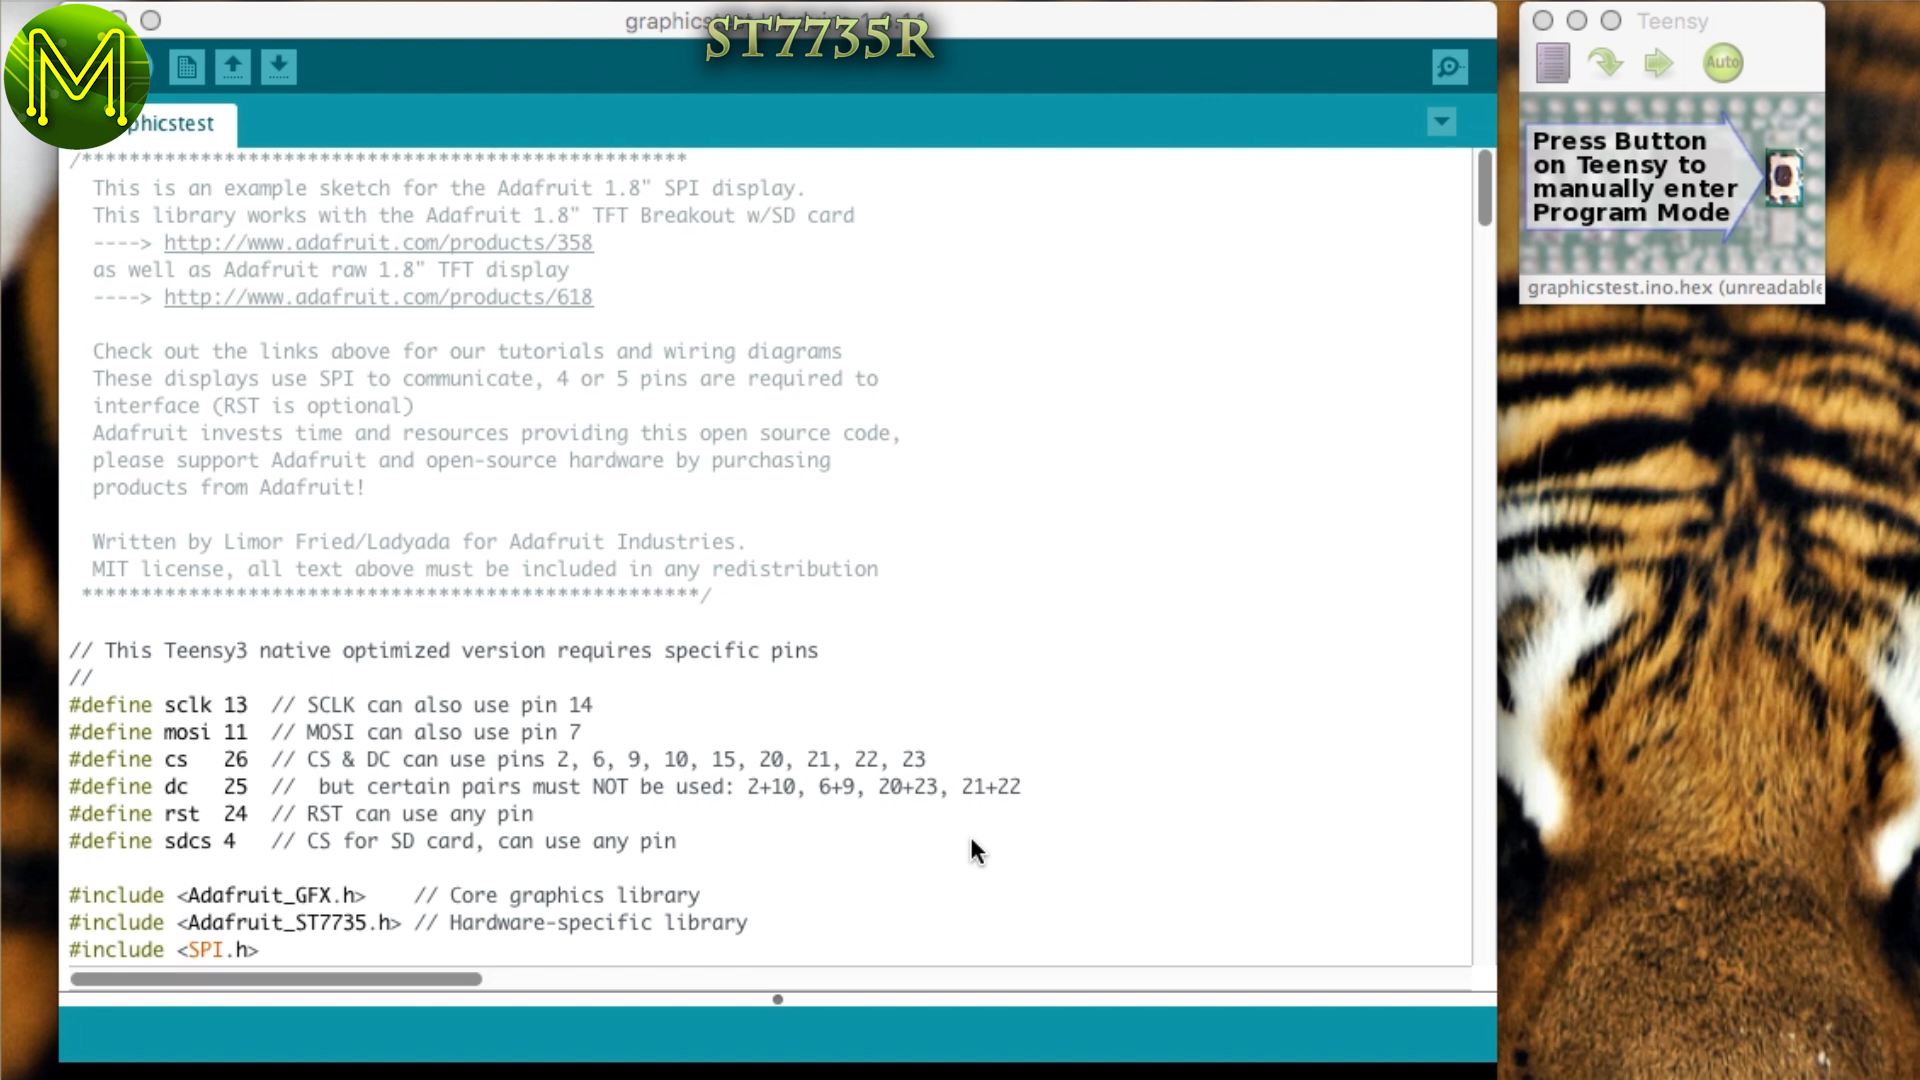 ST7735R
graphicstest
phicstest
/***************************************************
This is an example sketch for the Adafruit 1.8" SPI display.
This library works with the Adafruit 1.8" TFT Breakout w/SD card
----> http://www.adafruit.com/products/358
as well as Adafruit raw 1.8" TFT display
----> http://www.adafruit.com/products/618
Check out the links above for our tutorials and wiring diagrams
These displays use SPI to communicate, 4 or 5 pins are required to
interface (RST is optional)
Adafruit invests time and resources providing this open source code,
please support Adafruit and open-source hardware by purchasing
products from Adafruit!
Written by Limor Fried/Ladyada for Adafruit Industries.
MIT license, all text above must be included in any redistribution
****************************************************/
// This Teensy3 native optimized version requires specific pins
//
#define sclk 13 // SCLK can also use pin 14
#define mosi 11 // MOSI can also use pin 7
#define cs 26 // CS & DC can use pins 2, 6, 9, 10, 15, 20, 21, 22, 23
#define dc 25 // but certain pairs must NOT be used: 2+10, 6+9, 20+23, 21+22
#define rst 24 // RST can use any pin
#define sdcs 4 // CS for SD card, can use any pin
#include <Adafruit_GFX.h> // Core graphics library
#include <Adafruit_ST7735.h> // Hardware-specific library
#include <SPI.h>
Teensy
Auto
Press Button
on Teensy to
manually enter
Program Mode
graphicstest.ino.hex (unreadable
M